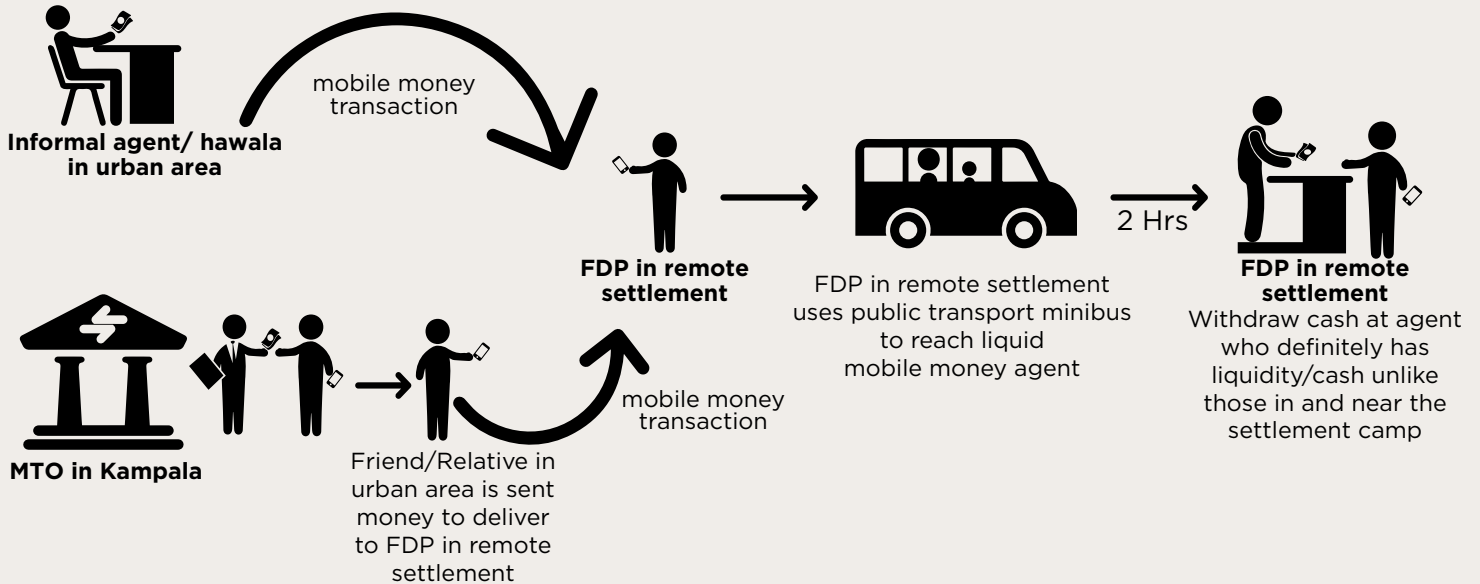 mobile money
transaction
Informal agent/ hawala
in urban area
FDP in remote
settlement
FDP in remote settlement
uses public transport minibus
to reach liquid
mobile money agent
2 Hrs
FDP in remote
settlement
Withdraw cash at agent
who definitely has
liquidity/cash unlike
those in and near the
settlement camp
MTO in Kampala
Friend/Relative in
urban area is sent
money to deliver
to FDP in remote
settlement
mobile money
transaction